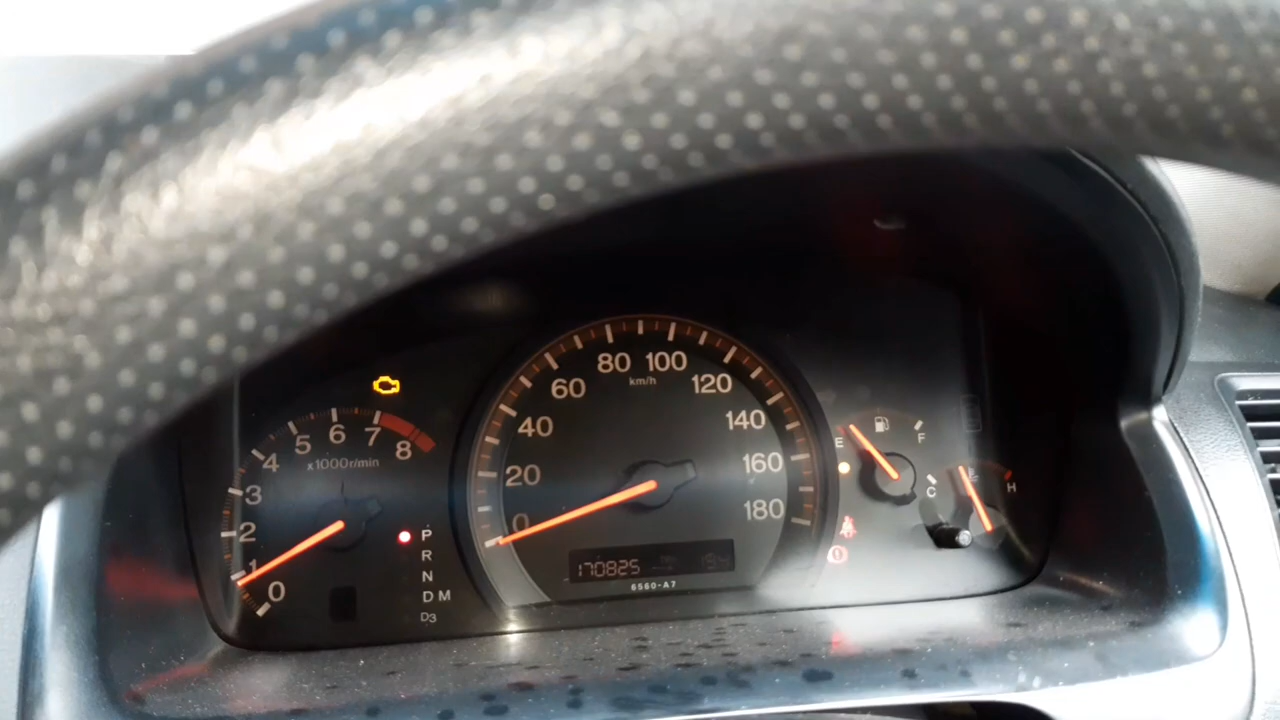 0 1 2 3 4 5 6 7 8
x1000r/min
P
R
N
D M
D3
0 20 40 60 80 100 120 140 160 180
km/h
170825
6560-A7
E F
C H